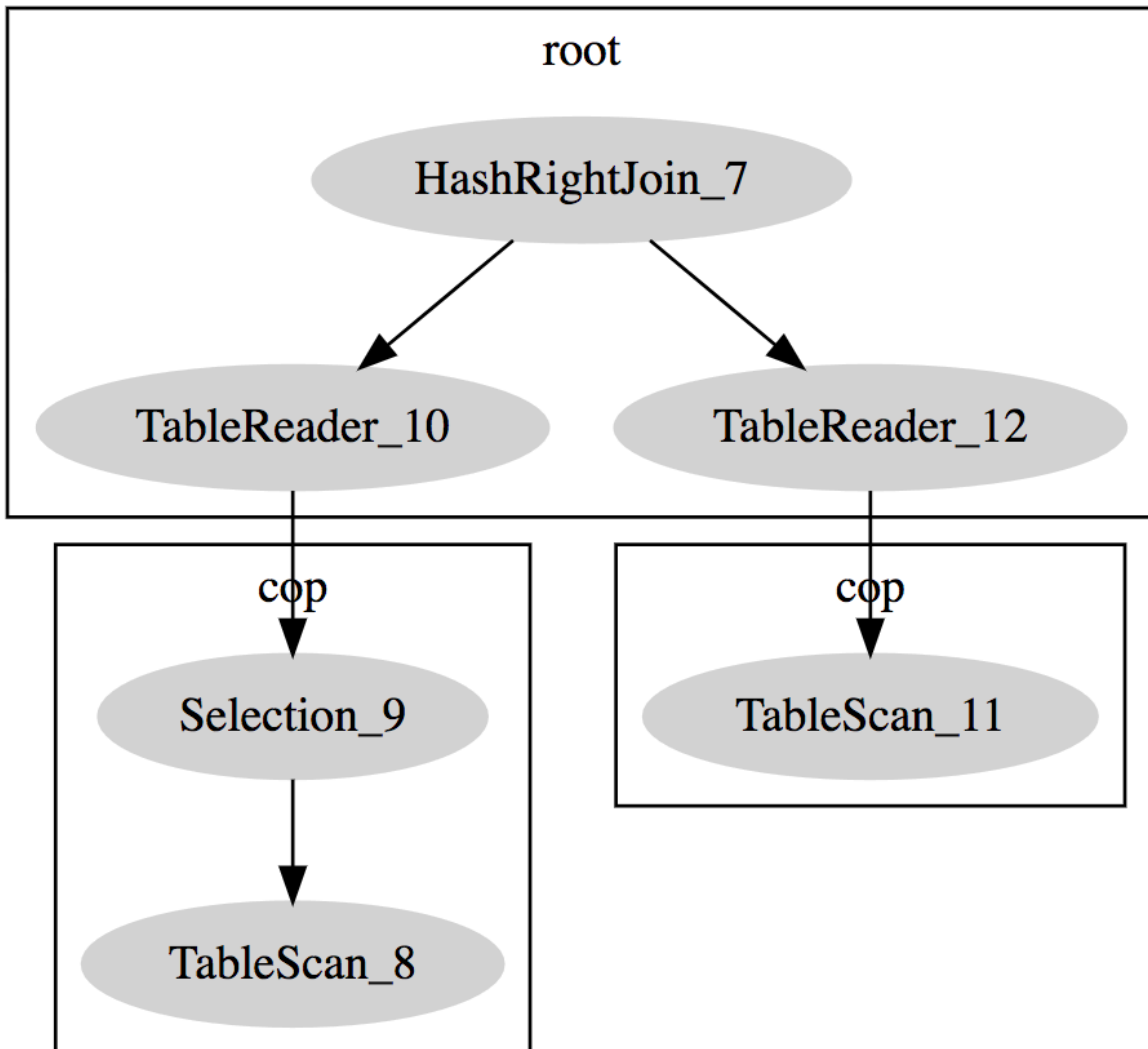 root
HashRightJoin_7
TableReader_10
TableReader_12
cop
cop
Selection_9
TableScan_11
TableScan_8